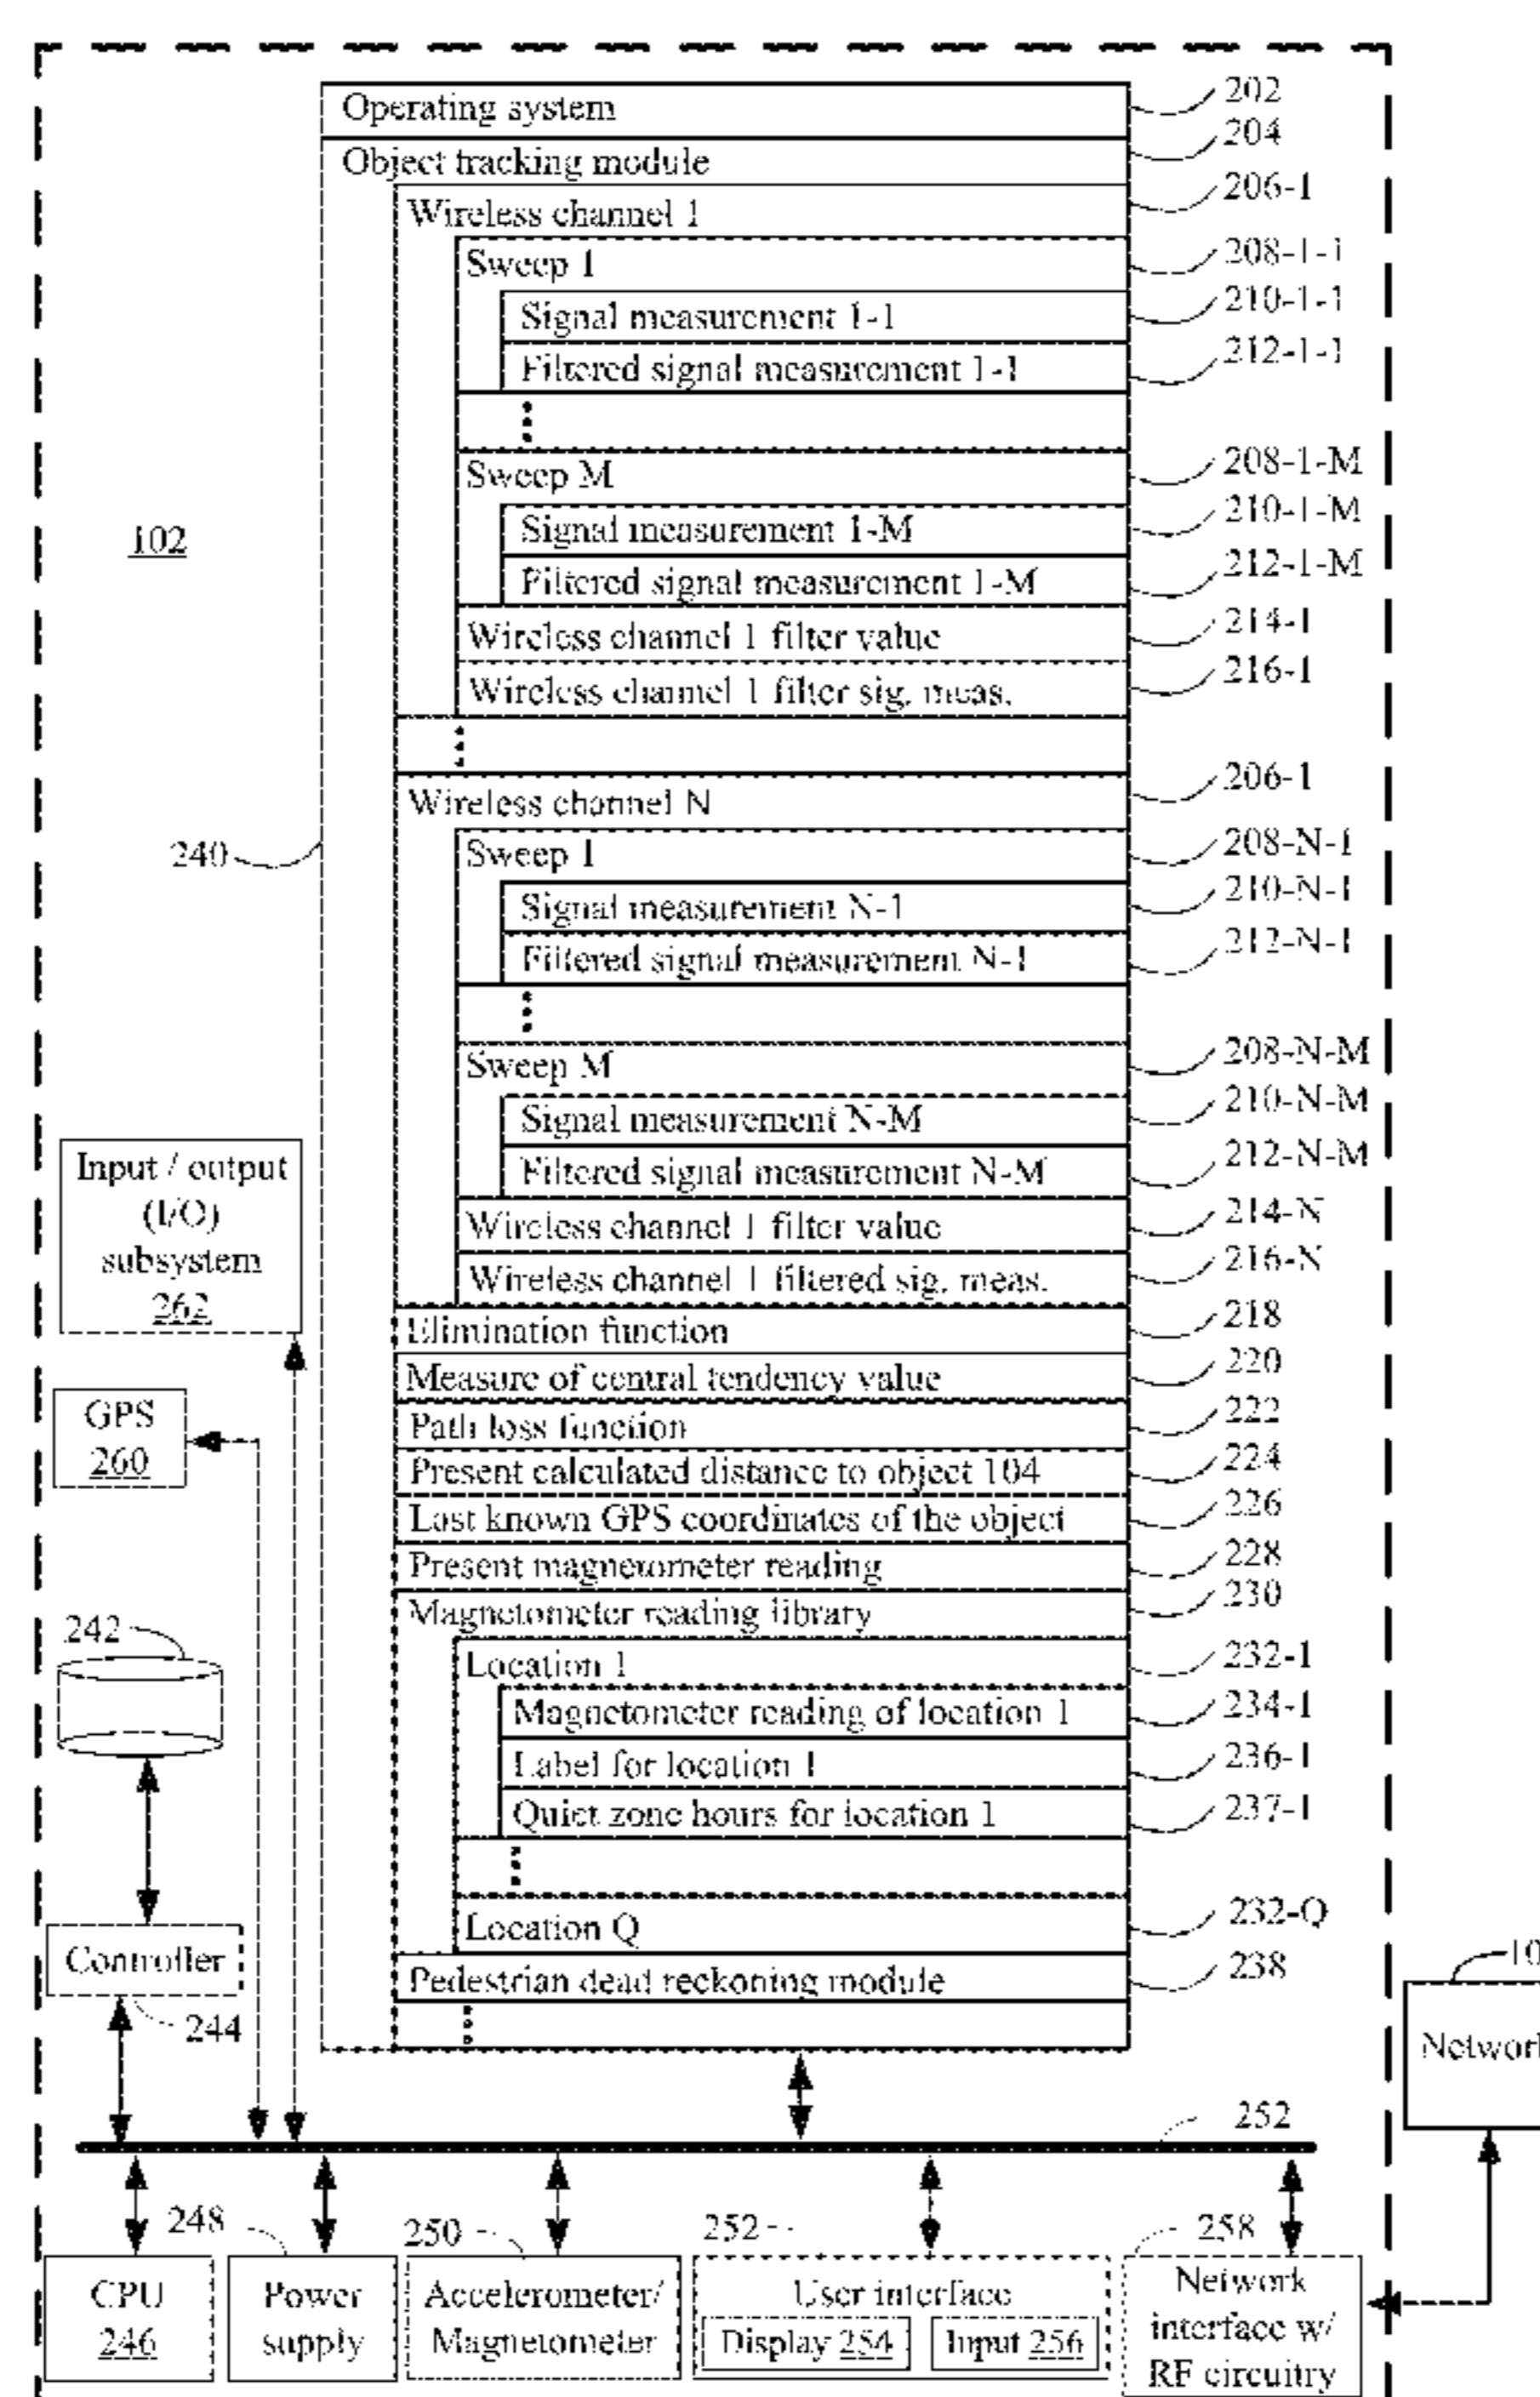 Operating system 202
Object tracking module 204
Wireless channel 1 206-1
Sweep 1 208-1-1
Signal measurement 1-1 210-1-1
Filtered signal measurement 1-1 212-1-1
Sweep M 208-1-M
102
Signal measurement 1-M 210-1-M
Filtered signal measurement 1-M 212-1-M
Wireless channel 1 filter value 214-1
Wireless channel 1 filter sig. meas. 216-1
Wireless channel N 206-1
240
Sweep 1 208-N-1
Signal measurement N-1 210-N-1
Filtered signal measurement N-1 212-N-1
Sweep M 208-N-M
Signal measurement N-M 210-N-M
Filtered signal measurement N-M 212-N-M
Wireless channel 1 filter value 214-N
Wireless channel 1 filtered sig. meas. 216-N
Input / output
(I/O)
subsystem
262
Elimination function 218
Measure of central tendency value 220
GPS
260
Path loss function 222
Present calculated distance to object 104 224
Last known GPS coordinates of the object 226
Present magnetometer reading 228
Magnetometer reading library 230
242
Location 1 232-1
Magnetometer reading of location 1 234-1
Label for location 1 236-1
Quiet zone hours for location 1 237-1
Location Q 232-Q
Controller
244
Pedestrian dead reckoning module 238
10
Networ
252
248
250
252
258
CPU
246
Power
supply
Accelerometer/
Magnetometer
User interface
Display 254
Input 256
Network
interface w/
RF circuitry